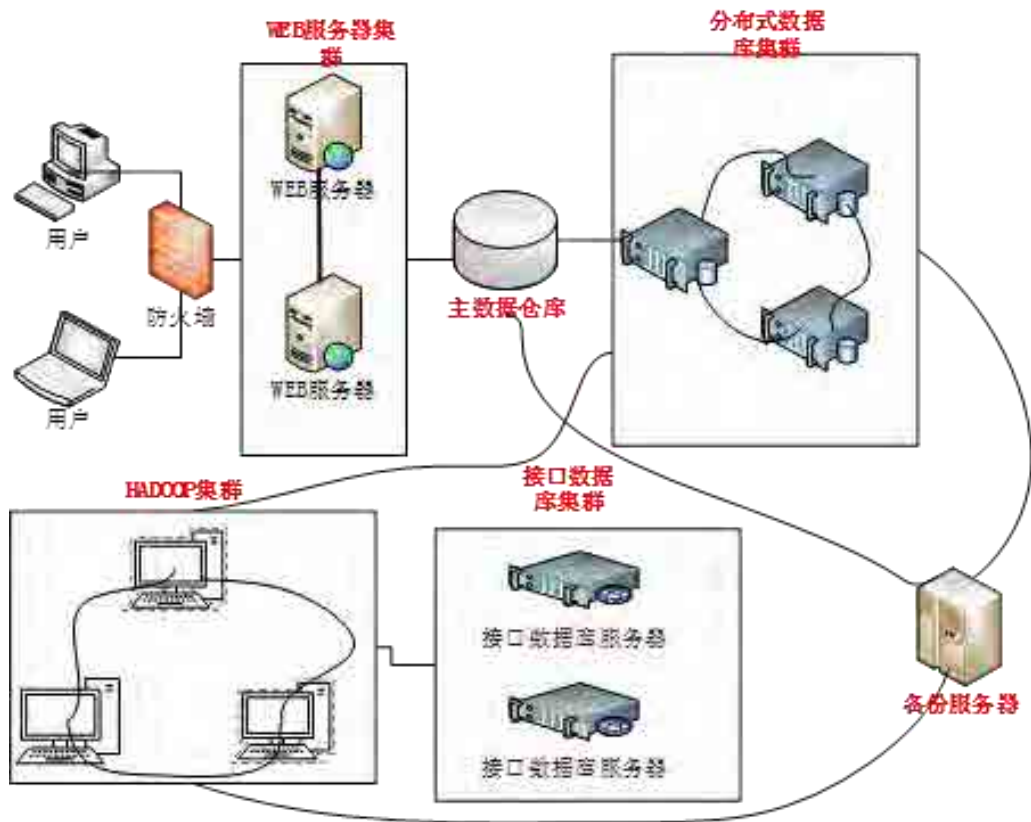 WEB服务器集
群
分布式数据
库集群
WEB服务器
用户
防火墙
主数据仓库
WEB服务器
用户
HADOOP集群
接口数据
库集群
接口数据库服务器
备份服务器
接口数据库服务器